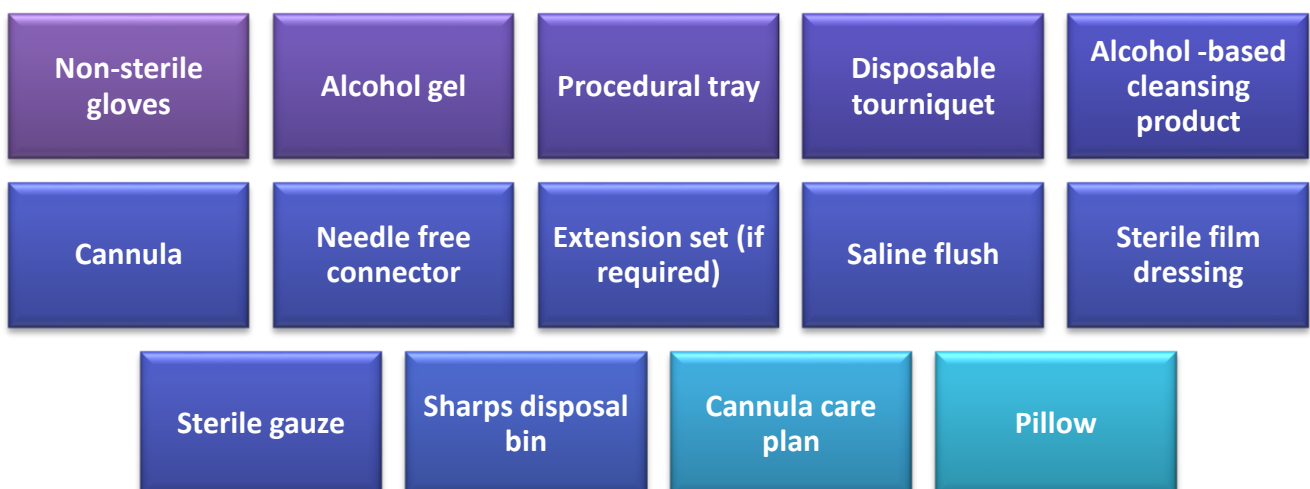 Non-sterile
gloves
Alcohol gel
Procedural tray
Disposable
tourniquet
Alcohol -based
cleansing
product
Cannula
Needle free
connector
Extension set (if
required)
Saline flush
Sterile film
dressing
Sterile gauze
Sharps disposal
bin
Cannula care
plan
Pillow